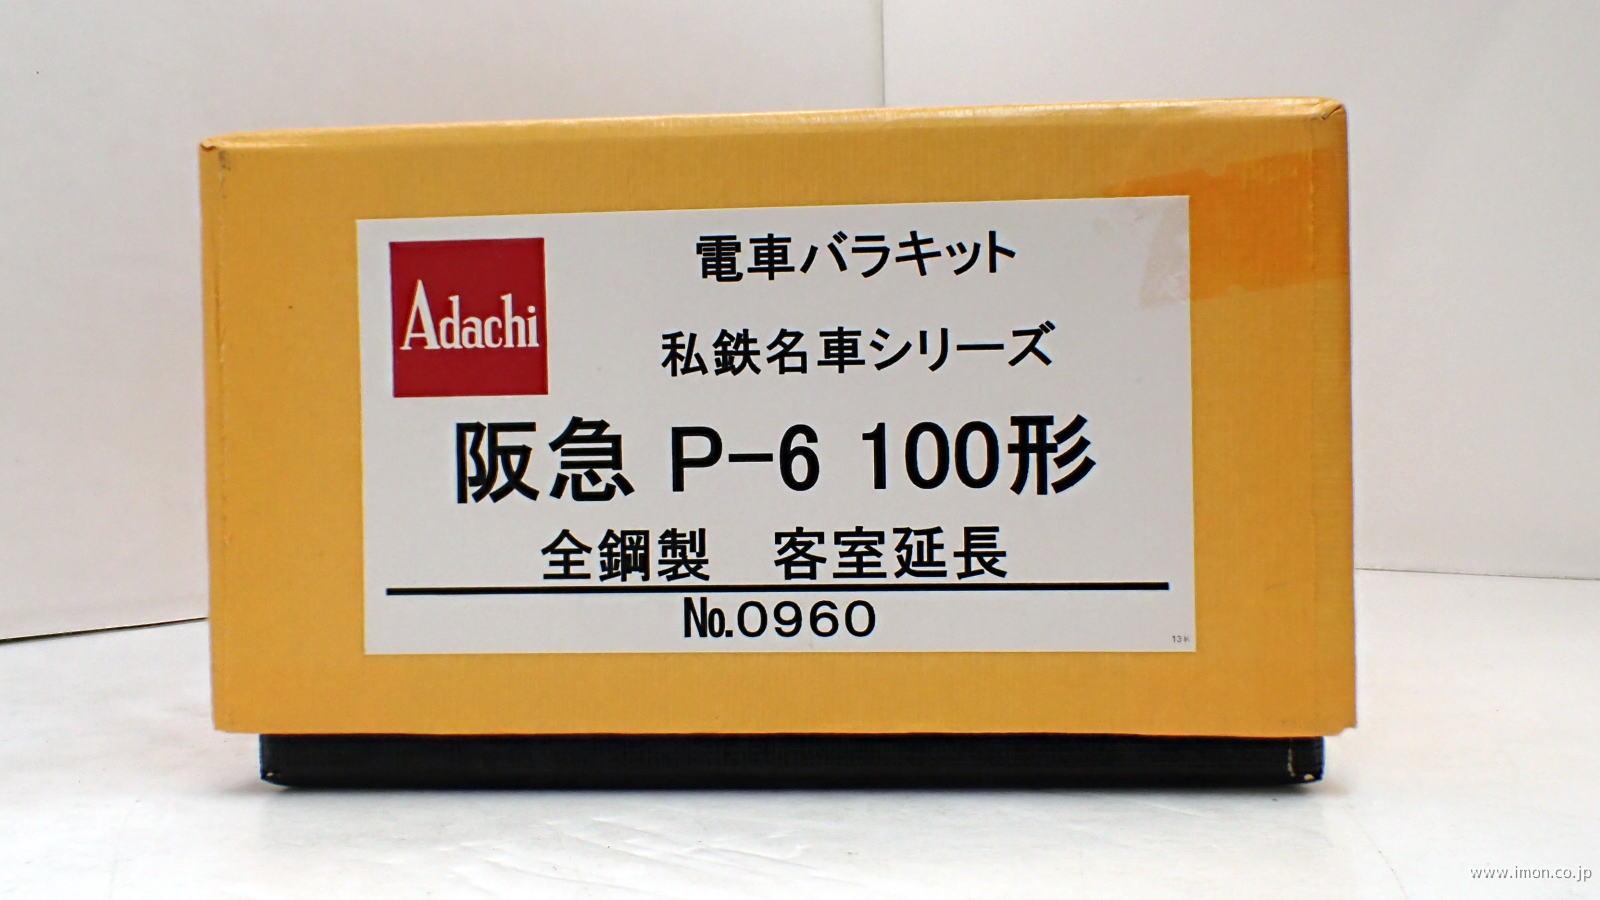 Adachi
電車バラキット
私鉄名車シリーズ
阪急 P-6 100形
全鋼製　客室延長
No.0960
www.imon.co.jp